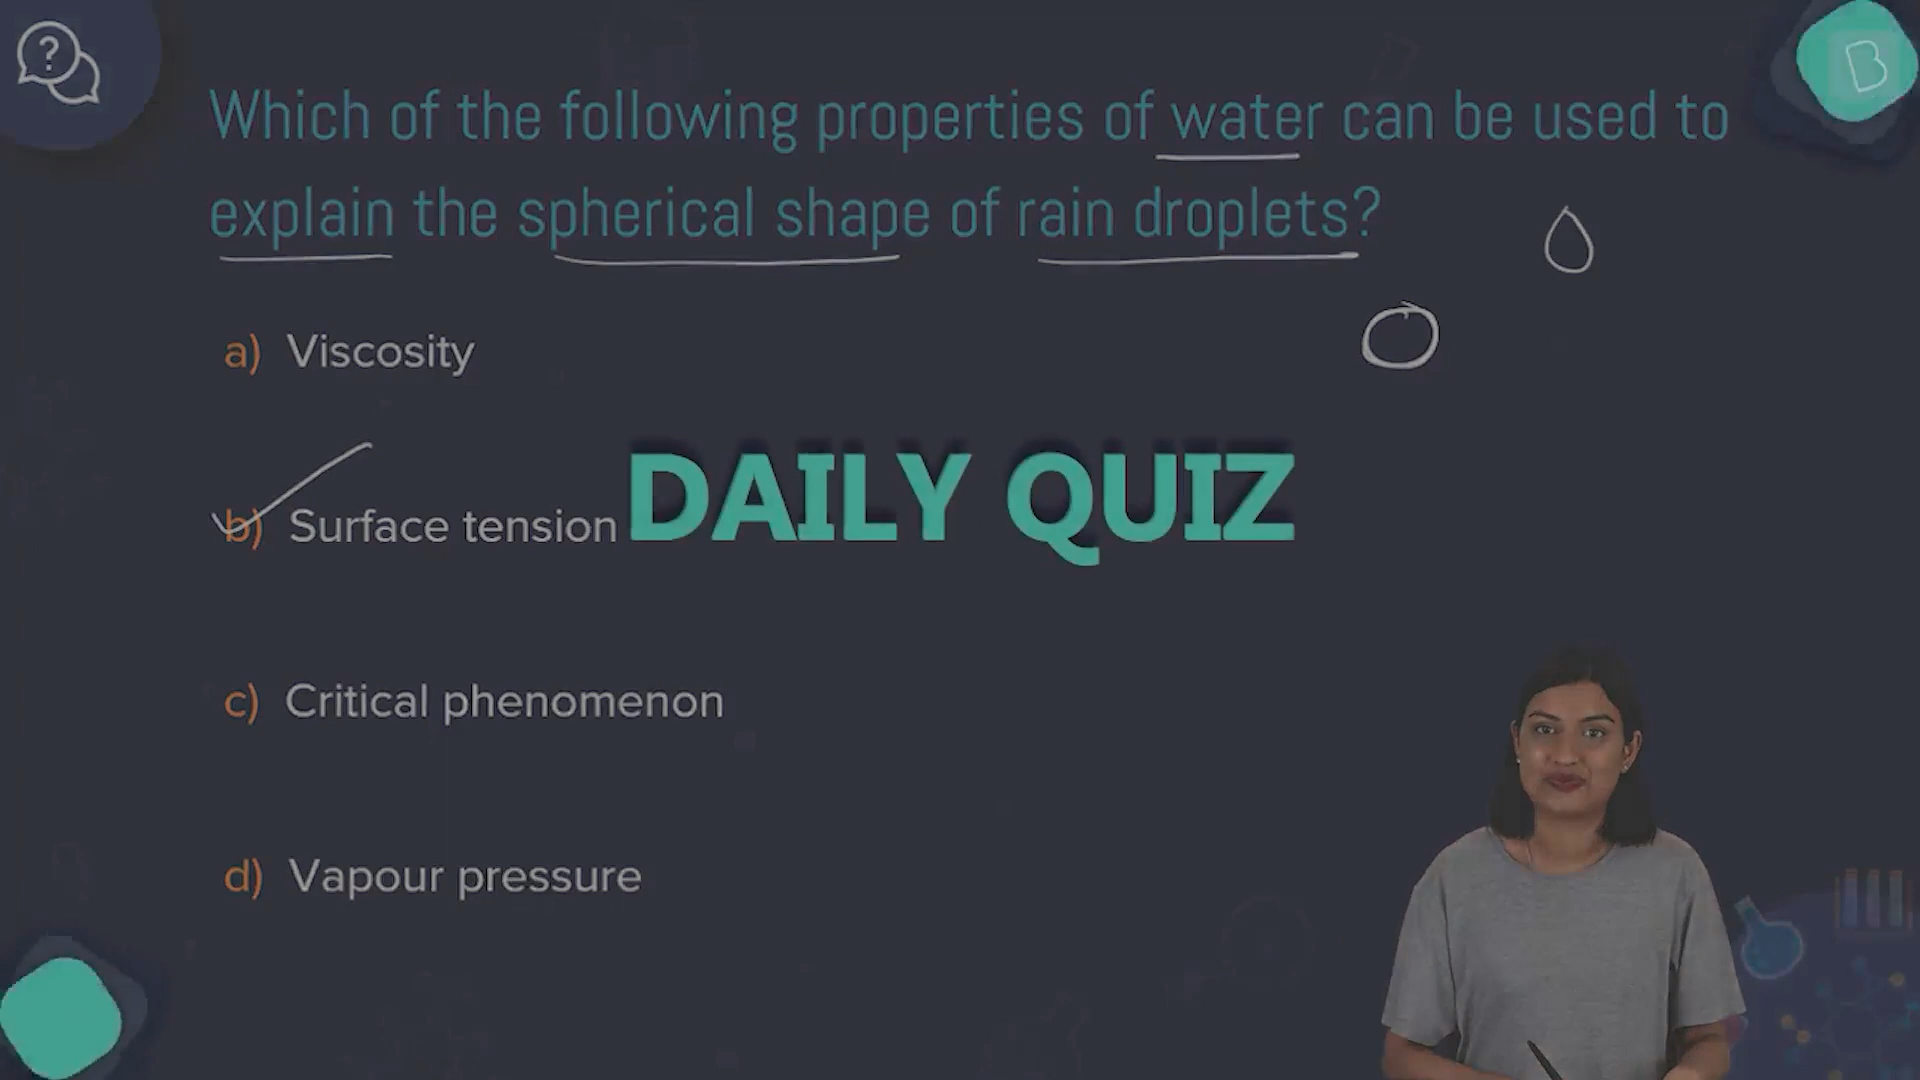 Which of the following properties of water can be used to
explain the spherical shape of rain droplets?
a) Viscosity
b) Surface tension
DAILY QUIZ
c) Critical phenomenon
d) Vapour pressure
?
B